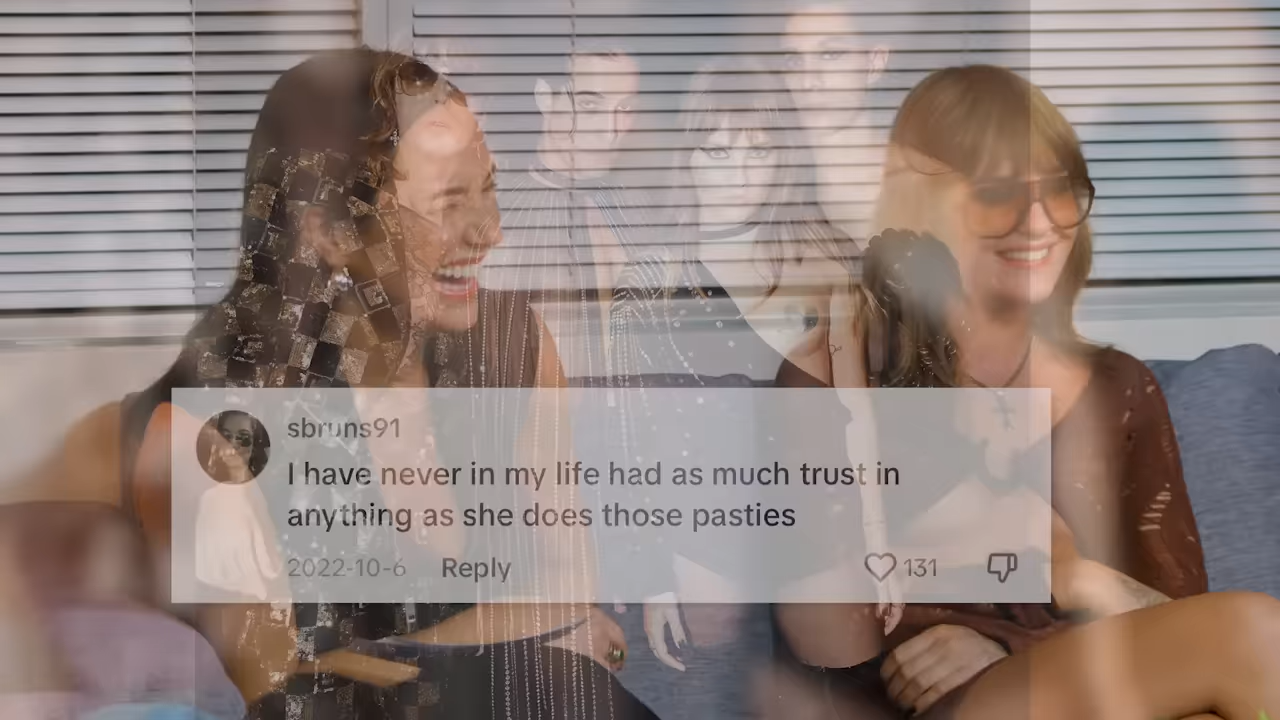 sbruns91
I have never in my life had as much trust in
anything as she does those pasties
2022-10-6 Reply 131